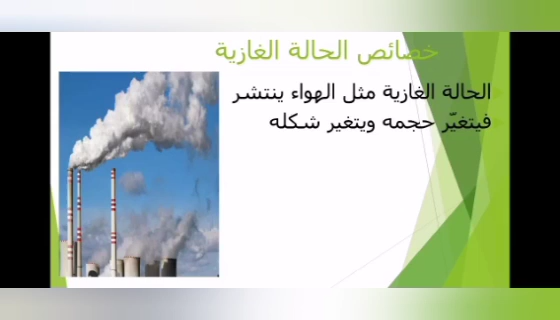 خصائص الحالة الغازية
الحالة الغازية مثل الهواء ينتشر
فيتغيّر حجمه ويتغير شكله